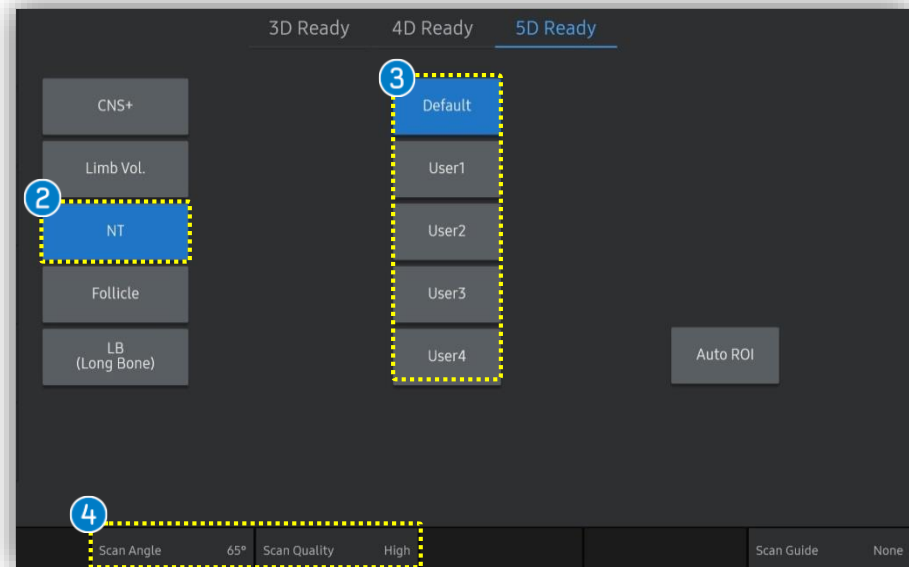 3D Ready 4D Ready 5D Ready
3
CNS+ Default
Limb Vol. User1
2
NT User2
Follicle User3
LB
(Long Bone) User4 Auto ROI
4
Scan Angle 65° Scan Quality High Scan Guide None